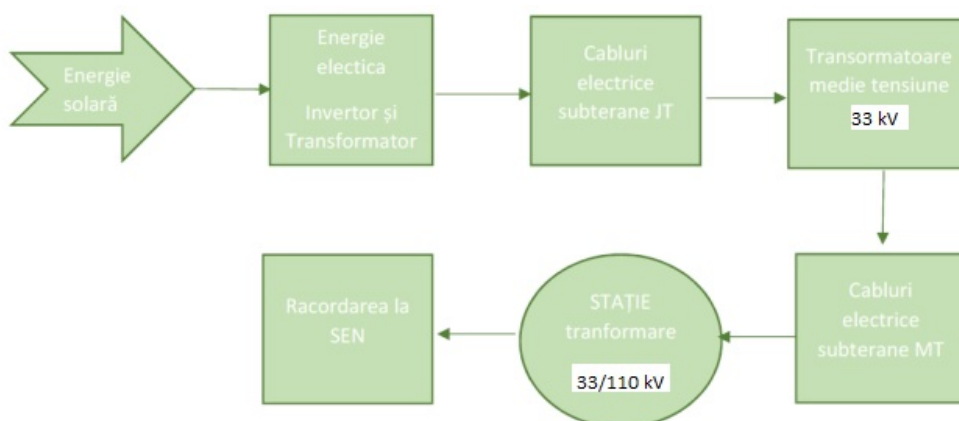 Energie
solară
Energie
electica
Invertor și
Transformator
Cabluri
electrice
subterane JT
Transormatoare
medie tensiune
33 kV
Cabluri
electrice
subterane MT
STAȚIE
tranformare
33/110 kV
Racordarea la
SEN